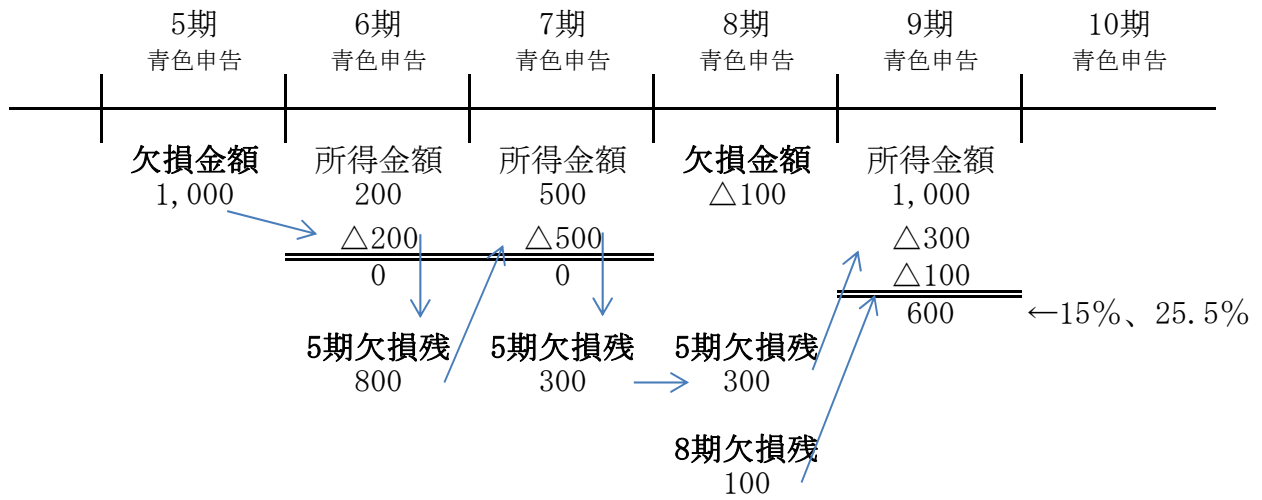 5期 6期 7期 8期 9期 10期
青色申告 青色申告 青色申告 青色申告 青色申告 青色申告
欠損金額 所得金額 所得金額 欠損金額 所得金額
1,000 200 500 △100 1,000
△200 △500 △300
0 0 △100
600 ←15%、25.5%
5期欠損残 5期欠損残 5期欠損残
800 300 300
8期欠損残
100